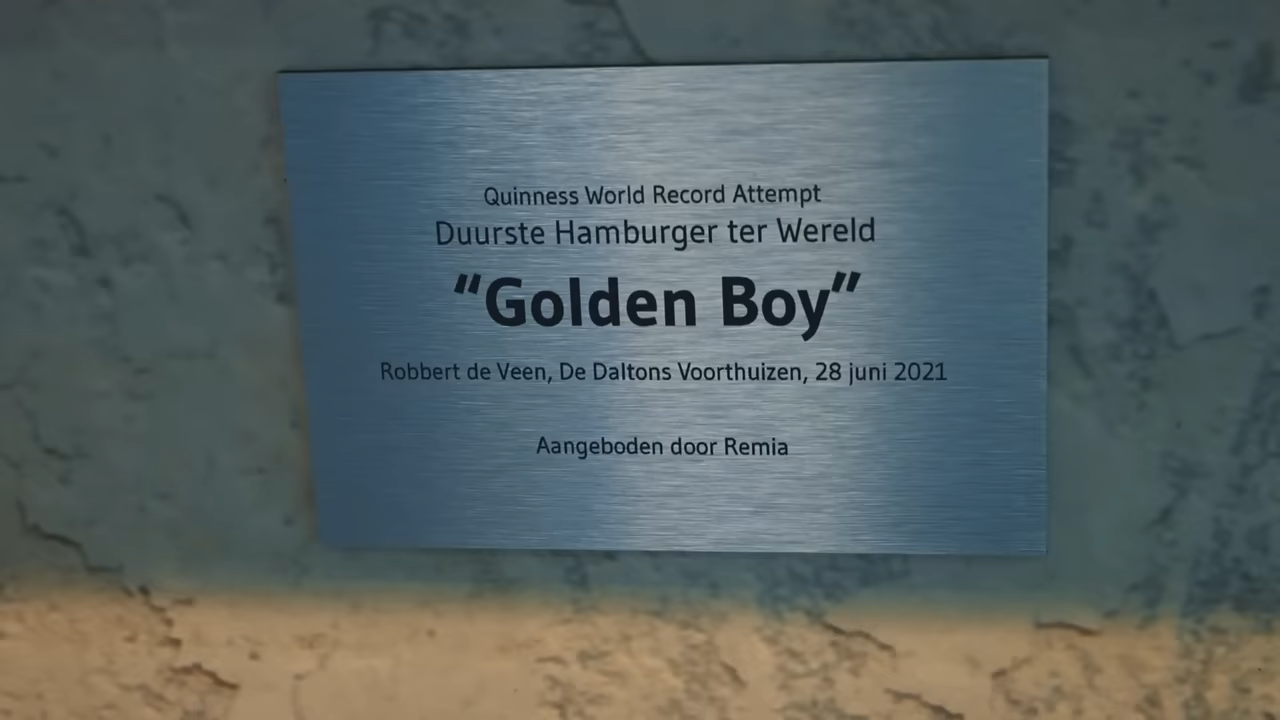 Quinness World Record Attempt
Duurste Hamburger ter Wereld
“Golden Boy”
Robbert de Veen, De Daltons Voorthuizen, 28 juni 2021
Aangeboden door Remia